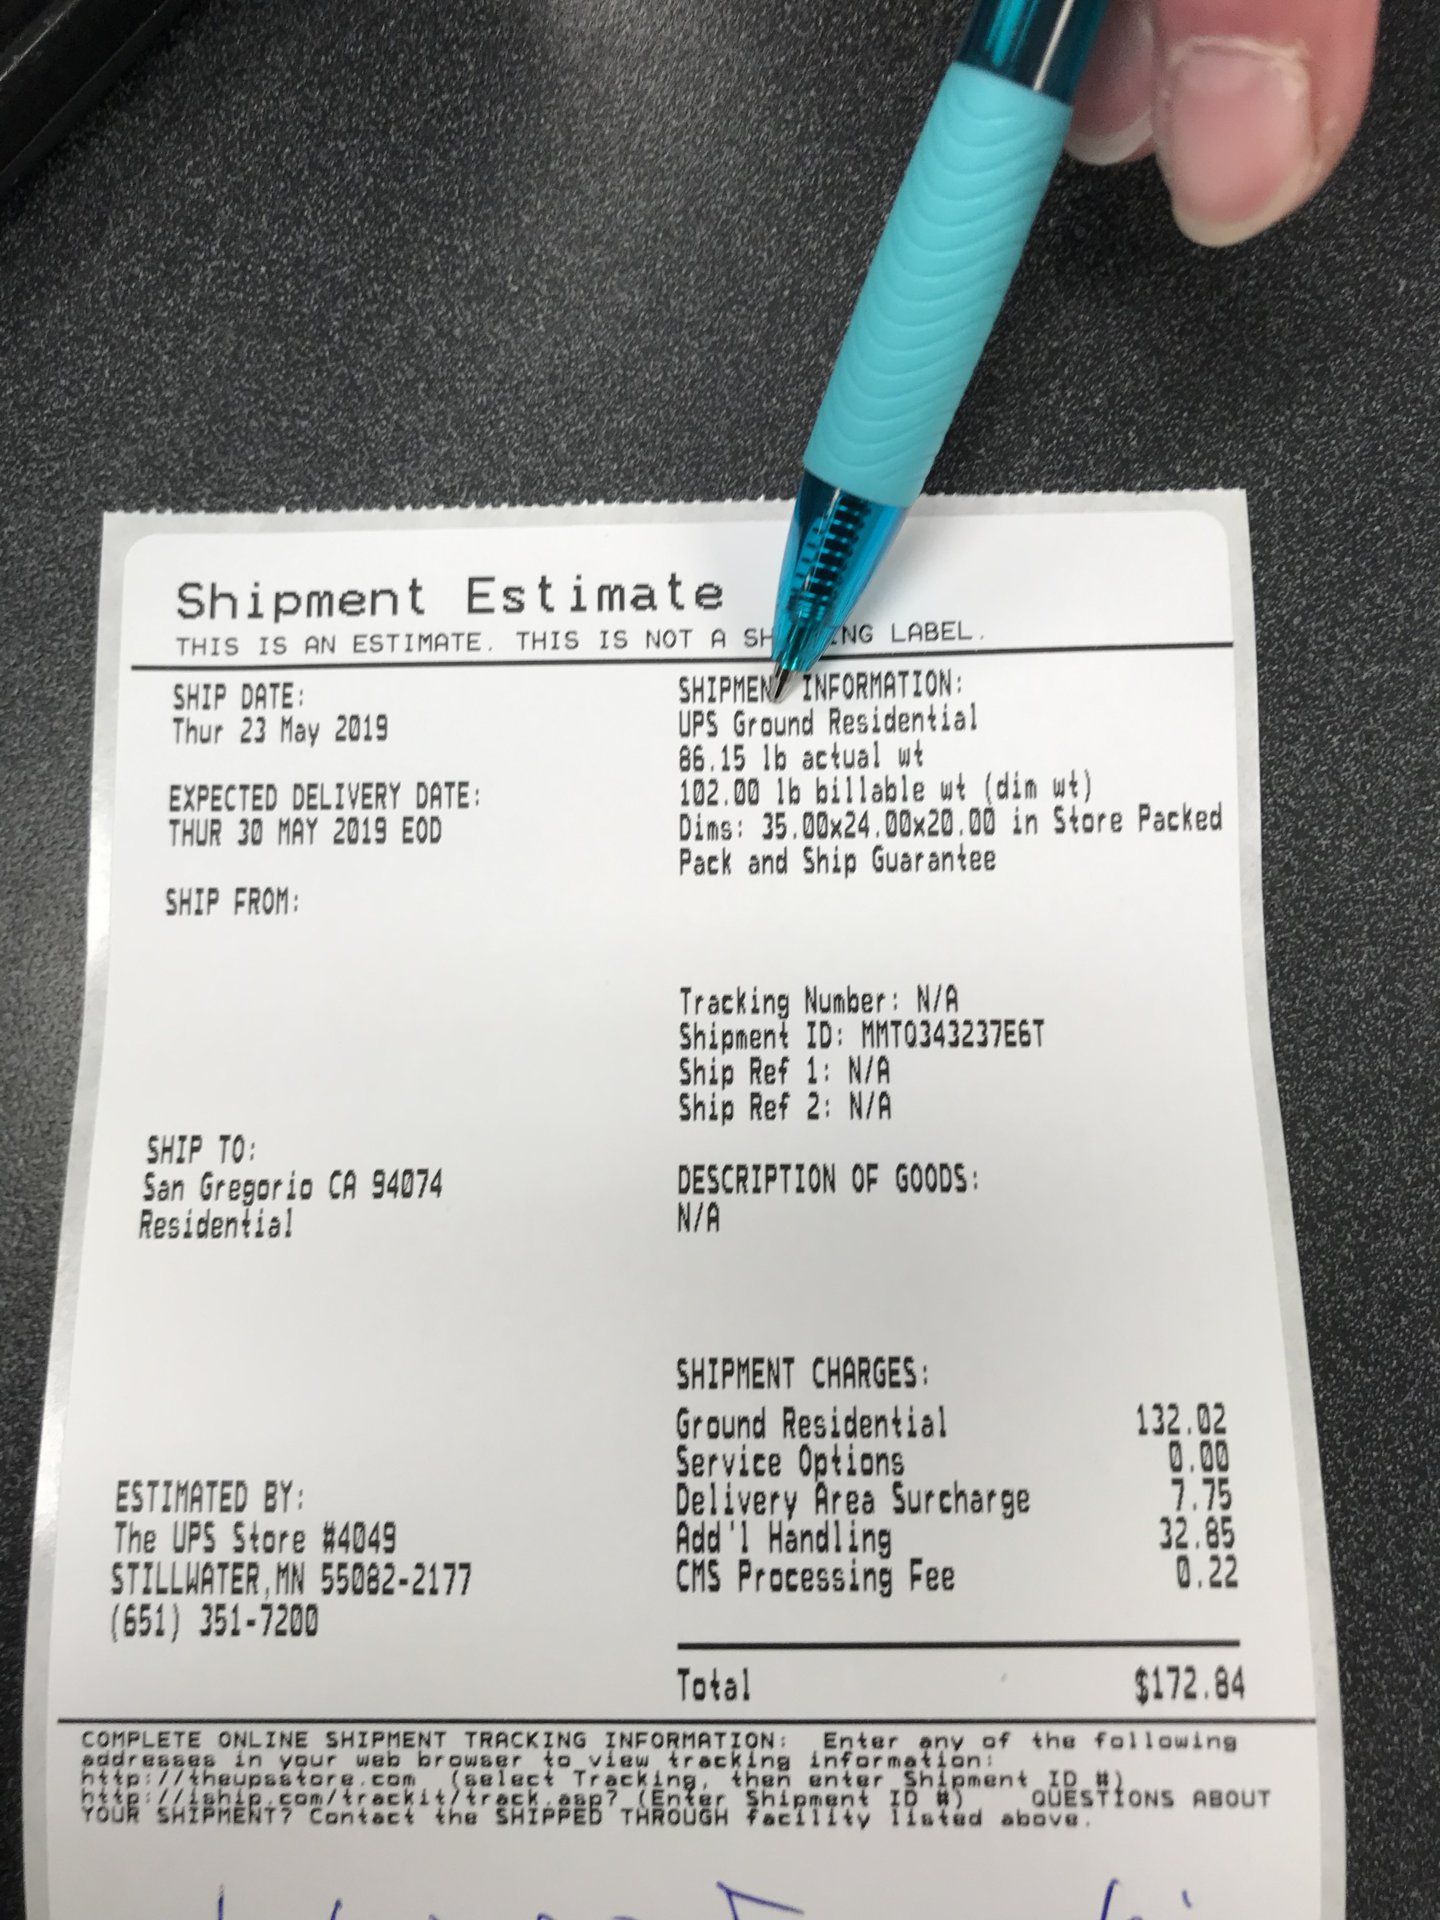 Shipment Estimate
THIS IS AN ESTIMATE. THIS IS NOT A SH NG LABEL.
SHIP DATE:
Thur 23 May 2019
EXPECTED DELIVERY DATE:
THUR 30 MAY 2019 EOD
SHIP FROM:
SHIP TO:
San Gregorio CA 94074
Residential
ESTIMATED BY:
The UPS Store #4049
STILLWATER,MN 55082-2177
(651) 351-7200
SHIPMENT INFORMATION:
UPS Ground Residential
86.15 lb actual wt
102.00 lb billable wt (dim wt)
Dims: 35.00x24.00x20.00 in Store Packed
Pack and Ship Guarantee
Tracking Number: N/A
Shipment ID: MMTQ343237E6T
Ship Ref 1: N/A
Ship Ref 2: N/A
DESCRIPTION OF GOODS:
N/A
SHIPMENT CHARGES:
Ground Residential 132.02
Service Options 0.00
Delivery Area Surcharge 7.75
Add'l Handling 32.85
CMS Processing Fee 0.22
Total $172.84
COMPLETE ONLINE SHIPMENT TRACKING INFORMATION: Enter any of the following
addresses in your web browser to view tracking information:
http://theupsstore.com (select Tracking, then enter Shipment ID #)
http://iship.com/trackit/track.asp? (Enter Shipment ID #) QUESTIONS ABOUT
YOUR SHIPMENT? Contact the SHIPPED THROUGH facility listed above.